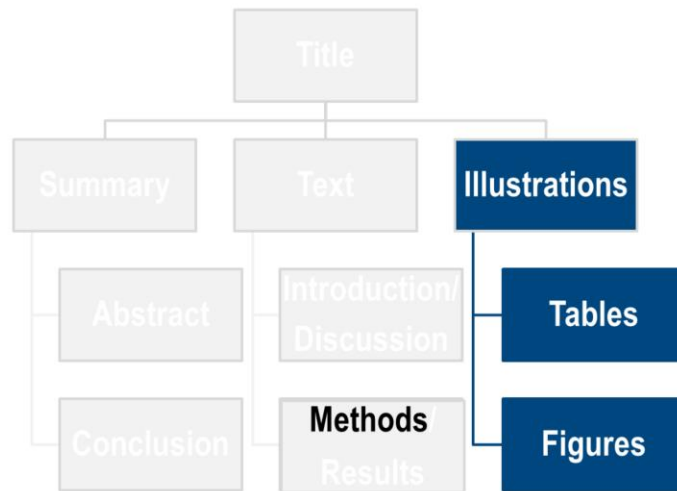 Title
Summary
Text
Illustrations
Abstract
Introduction/
Discussion
Tables
Conclusion
Methods/
Results
Figures